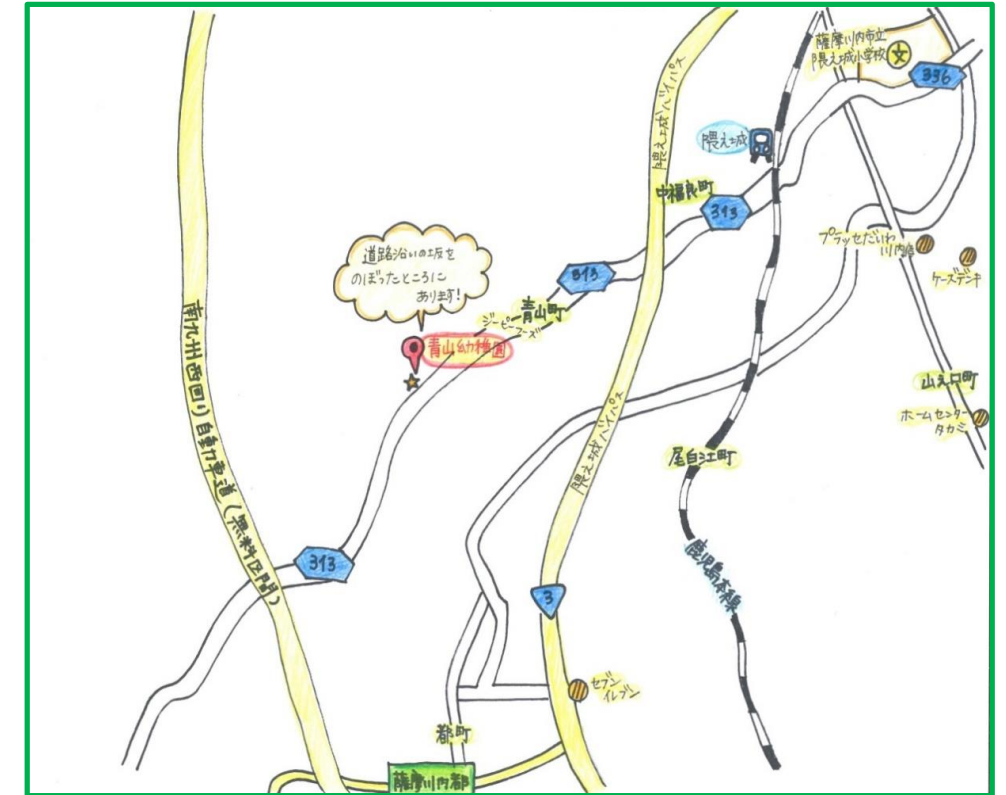 薩摩川内市立
隈之城小学校
文
336
隈之城バイパス
隈之城
中福良町
313
プラッセだいわ
川内店
ケーズデンキ
道路沿いの坂を
のぼったところに
あります!
313
青山町
ジーピーフーズ
青山幼稚園
南九州西回り自動車道(無料区間)
山之口町
ホームセンター
タカミ
隈之城バイパス
尾白江町
313
鹿児島本線
3
セブン
イレブン
都町
薩摩川内都